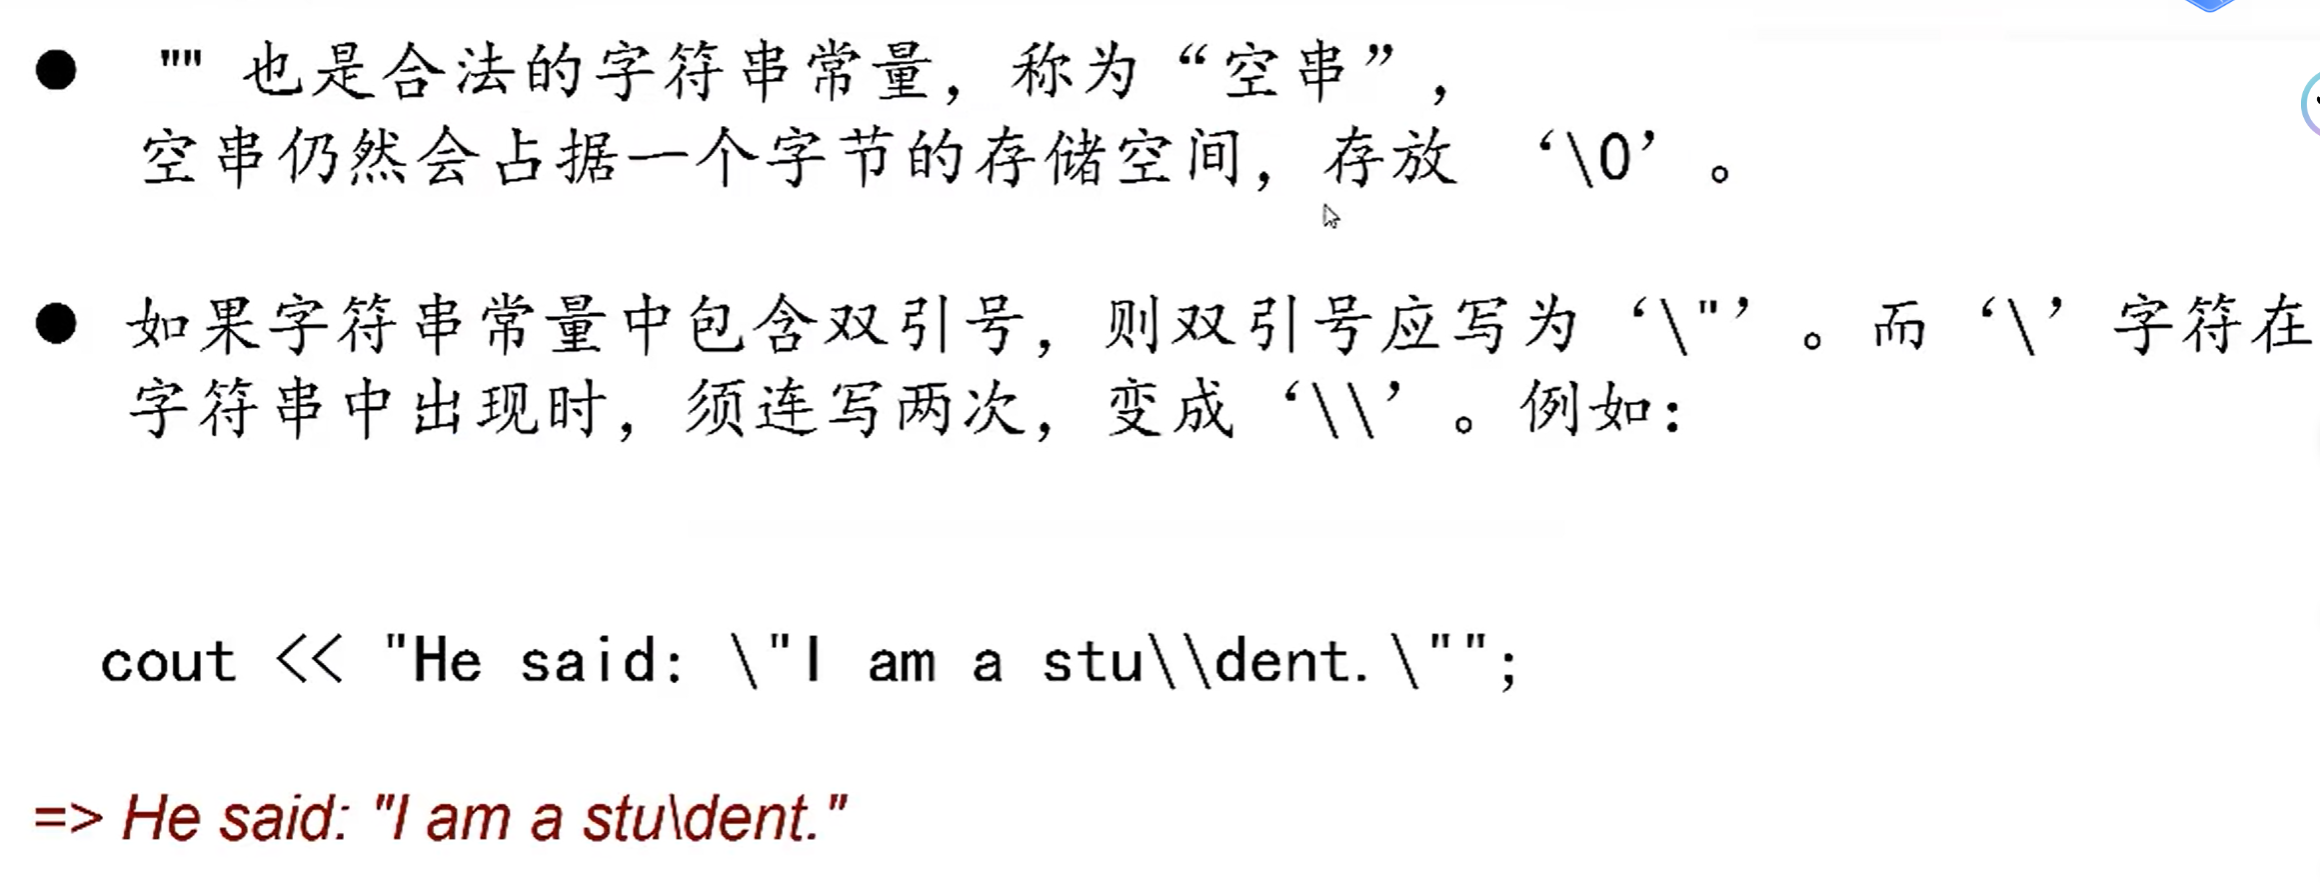 ● "" 也是合法的字符串常量，称为“空串”，
空串仍然会占据一个字节的存储空间，存放 ‘\0’ 。
● 如果字符串常量中包含双引号，则双引号应写为‘\"’ 。而‘\’字符在
字符串中出现时，须连写两次，变成‘\\’ 。例如：
cout << "He said: \"I am a stu\\dent.\"";
=> He said: "I am a stu\dent."